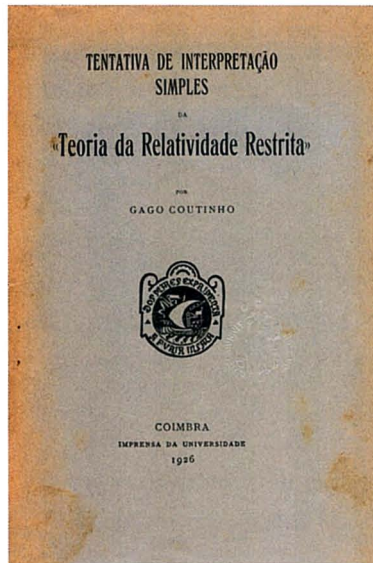 TENTATIVA DE INTERPRETAÇÃO
SIMPLES
DA
«Teoria da Relatividade Restrita»
POR
GAGO COUTINHO
COIMBRA
IMPRENSA DA UNIVERSIDADE
1926